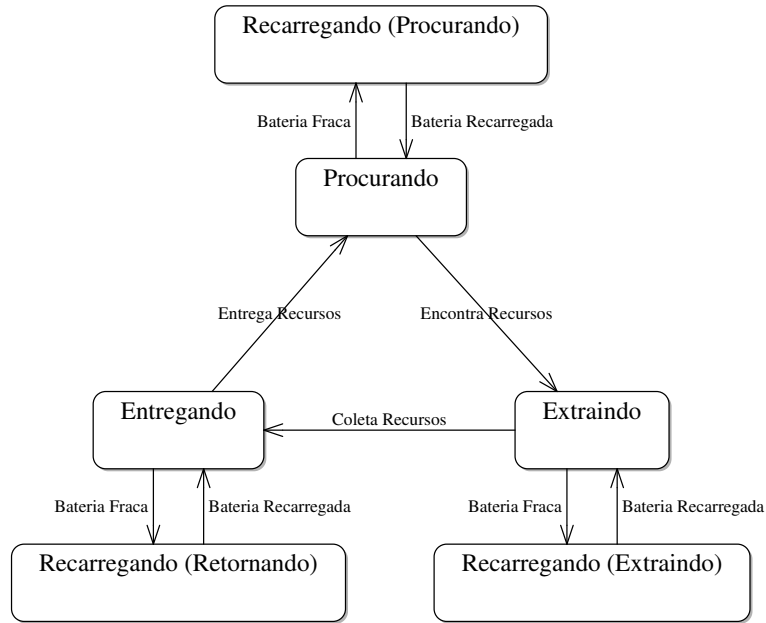 Recarregando (Procurando)
Bateria Fraca
Bateria Recarregada
Procurando
Entrega Recursos
Encontra Recursos
Entregando
Extraindo
Coleta Recursos
Bateria Fraca
Bateria Recarregada
Bateria Fraca
Bateria Recarregada
Recarregando (Retornando)
Recarregando (Extraindo)